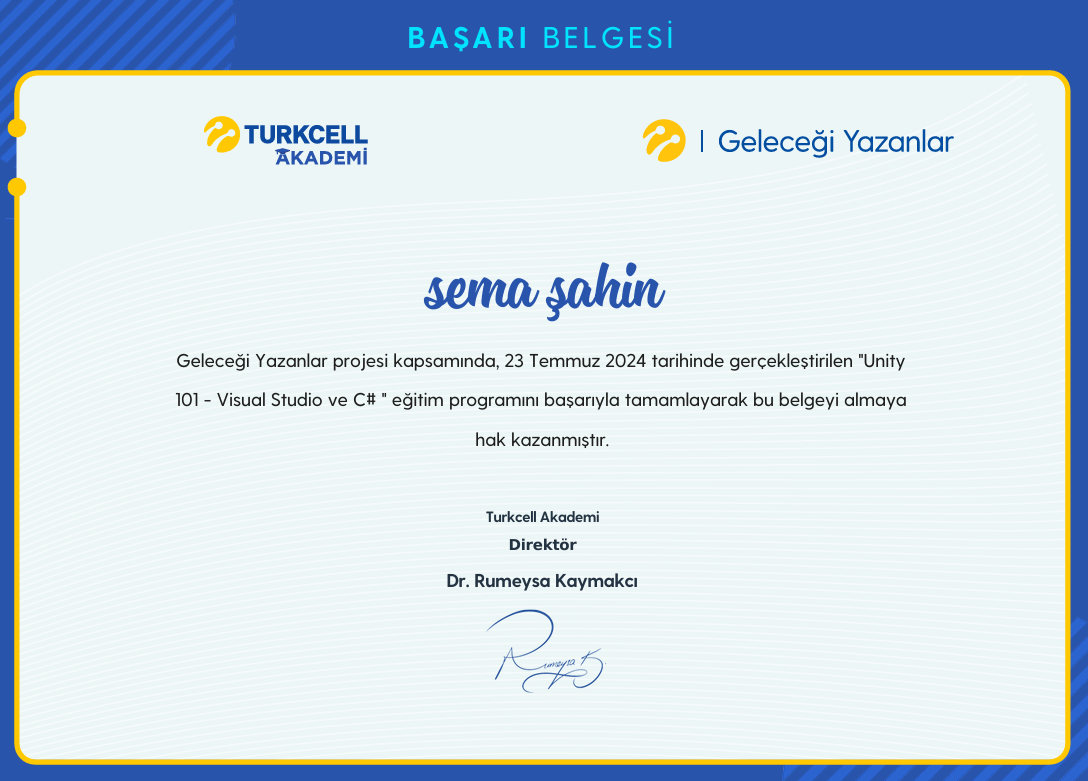 BAŞARI BELGESİ
TURKCELL
AKADEMİ
| Geleceği Yazanlar
sema şahin
Geleceği Yazanlar projesi kapsamında, 23 Temmuz 2024 tarihinde gerçekleştirilen "Unity
101 - Visual Studio ve C# " eğitim programını başarıyla tamamlayarak bu belgeyi almaya
hak kazanmıştır.
Turkcell Akademi
Direktör
Dr. Rumeysa Kaymakcı
Rumeysa K